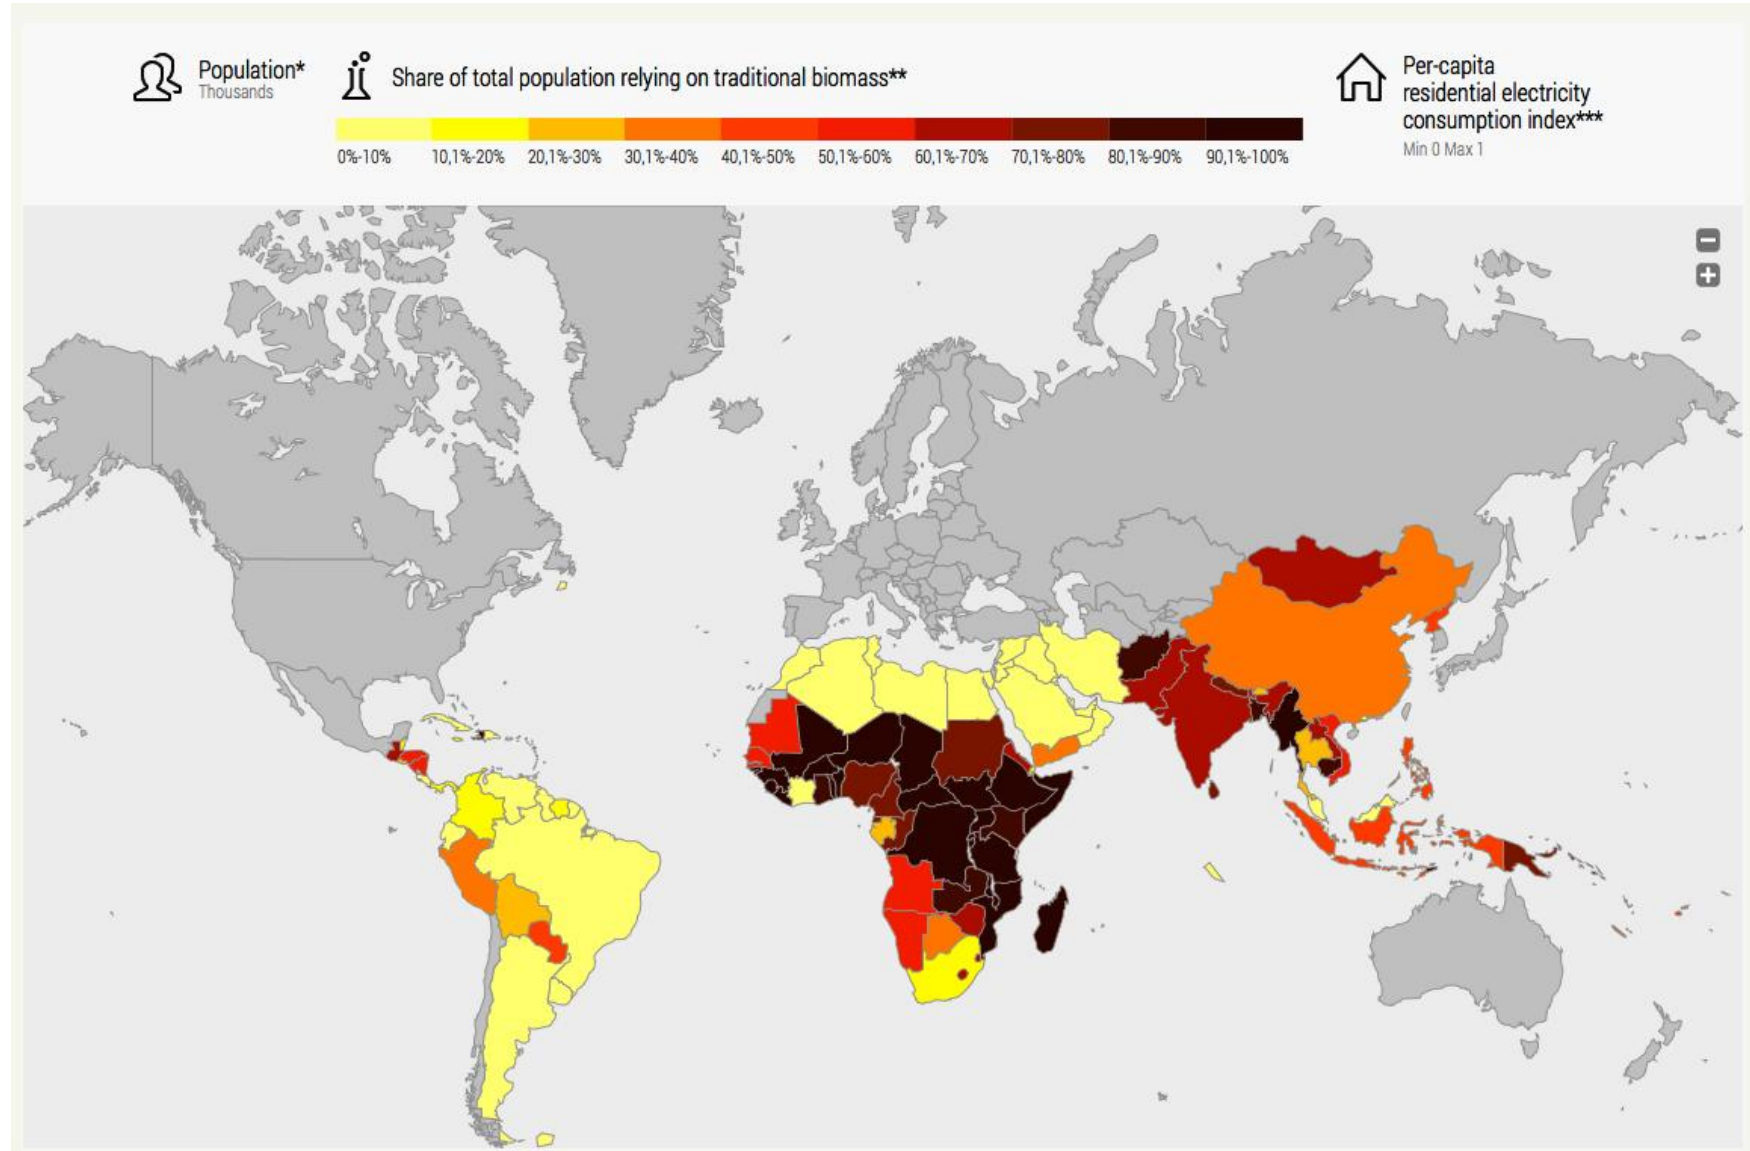 Population*
Thousands
Share of total population relying on traditional biomass**
0%-10%
10,1%-20%
20,1%-30%
30,1%-40%
40,1%-50%
50,1%-60%
60,1%-70%
70,1%-80%
80,1%-90%
90,1%-100%
Per-capita
residential electricity
consumption index***
Min 0 Max 1